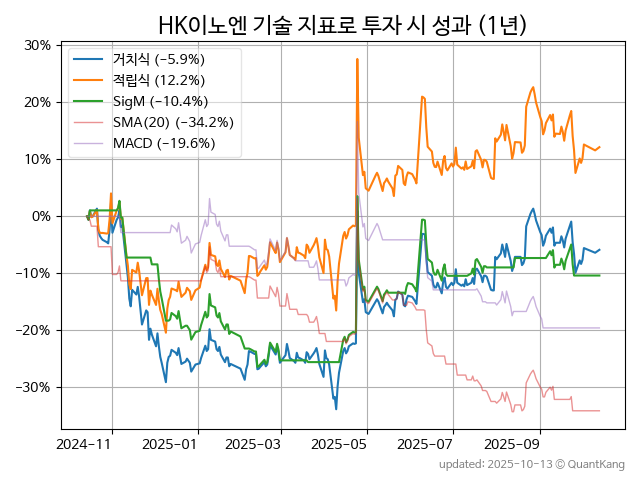 HK이노엔 기술 지표로 투자 시 성과 (1년)
30%
20%
10%
0%
−10%
−20%
−30%
거치식 (−5.9%)
적립식 (12.2%)
SigM (−10.4%)
SMA(20) (−34.2%)
MACD (−19.6%)
2024−11
2025−01
2025−03
2025−05
2025−07
2025−09
updated: 2025-10-13 © QuantKang